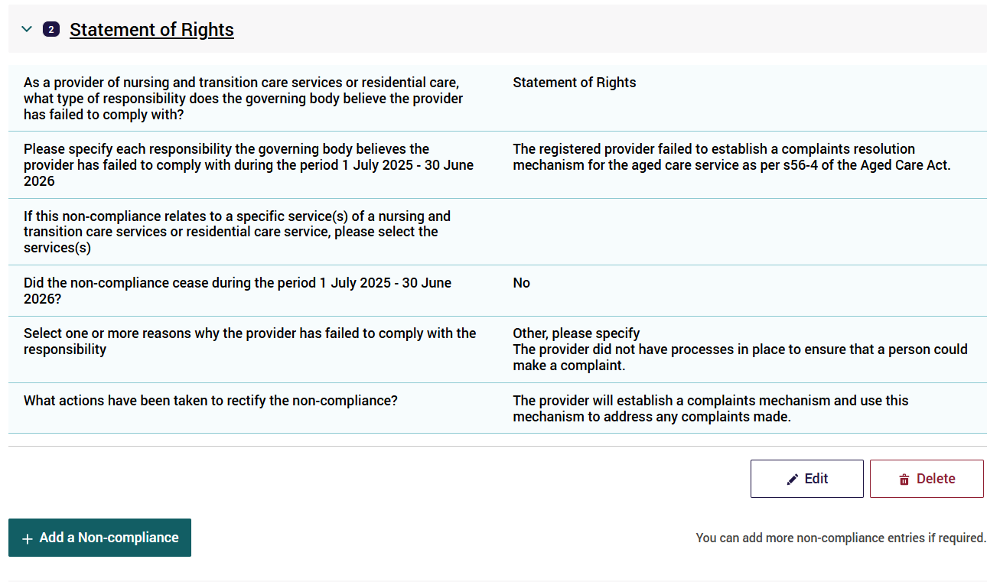 2 Statement of Rights
As a provider of nursing and transition care services or residential care,
what type of responsibility does the governing body believe the provider
has failed to comply with?
Statement of Rights
Please specify each responsibility the governing body believes the
provider has failed to comply with during the period 1 July 2025 - 30 June
2026
The registered provider failed to establish a complaints resolution
mechanism for the aged care service as per s56-4 of the Aged Care Act.
If this non-compliance relates to a specific service(s) of a nursing and
transition care services or residential care service, please select the
services(s)
Did the non-compliance cease during the period 1 July 2025 - 30 June
2026?
No
Select one or more reasons why the provider has failed to comply with the
responsibility
Other, please specify
The provider did not have processes in place to ensure that a person could
make a complaint.
What actions have been taken to rectify the non-compliance?
The provider will establish a complaints mechanism and use this
mechanism to address any complaints made.
Edit
Delete
+ Add a Non-compliance
You can add more non-compliance entries if required.